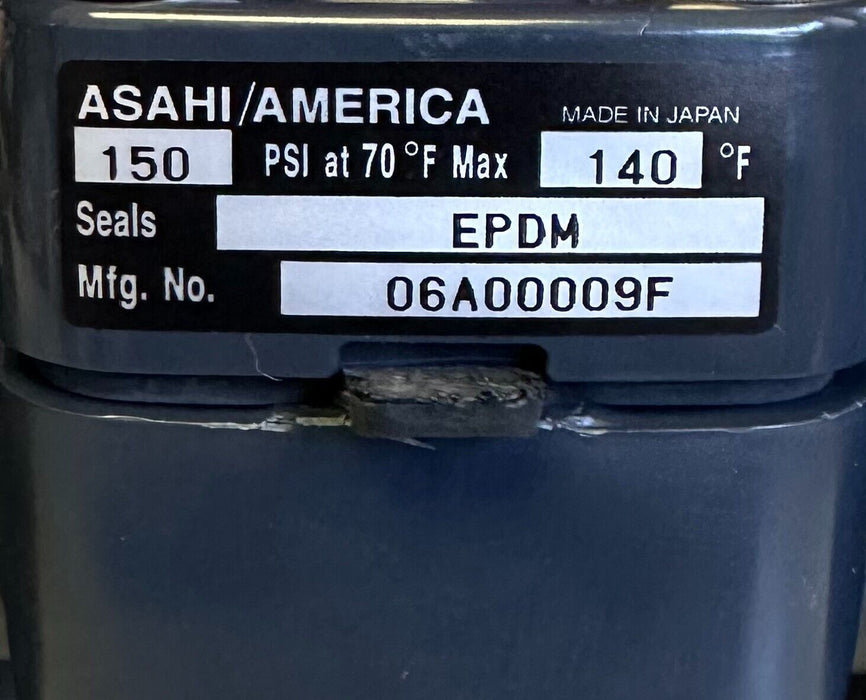 ASAHI/AMERICA MADE IN JAPAN
150 PSI at 70°F Max 140 °F
Seals EPDM
Mfg. No. 06A00009F